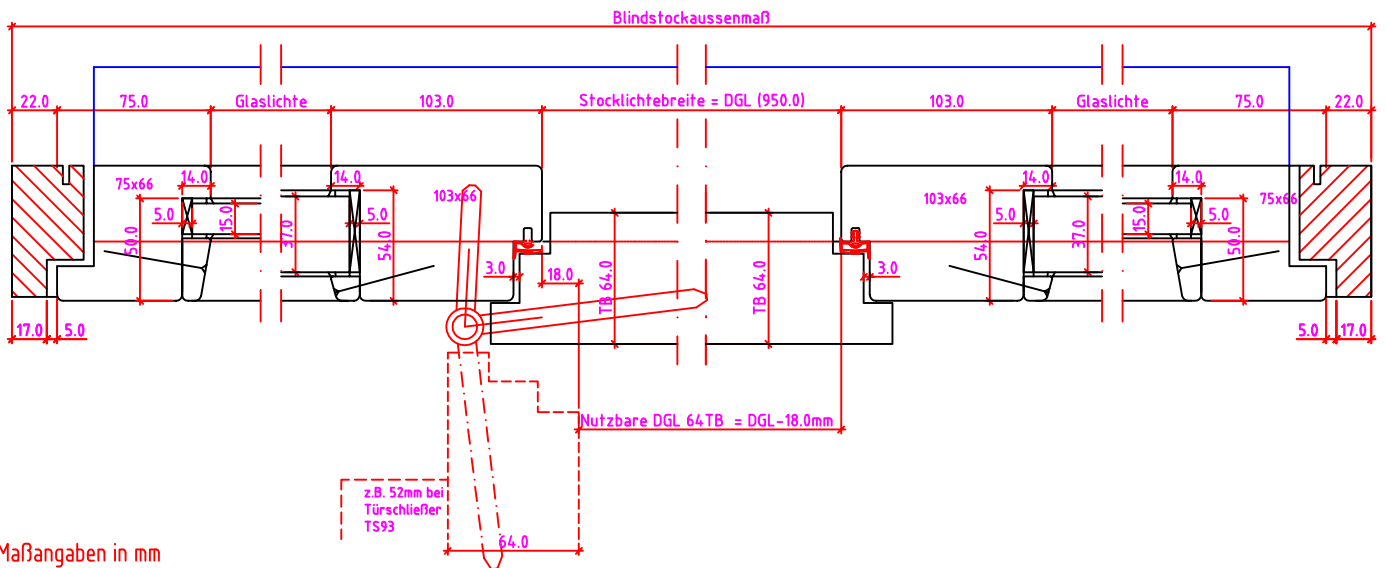 Blindstockaussenmaß
22.0 75.0 Glaslichte 103.0 Stocklichtebreite = DGL (950.0) 103.0 Glaslichte 75.0 22.0
75x66 14.0 14.0 103x66 103x66 14.0 14.0 75x66
5.0 15.0 5.0 5.0 15.0 5.0
50.0 37.0 54.0 54.0 37.0 50.0
3.0 18.0 TB 64.0 TB 64.0 3.0
17.0 5.0 5.0 17.0
Nutzbare DGL 64TB = DGL-18.0mm
z.B. 52mm bei
Türschließer
TS93
64.0
Maßangaben in mm